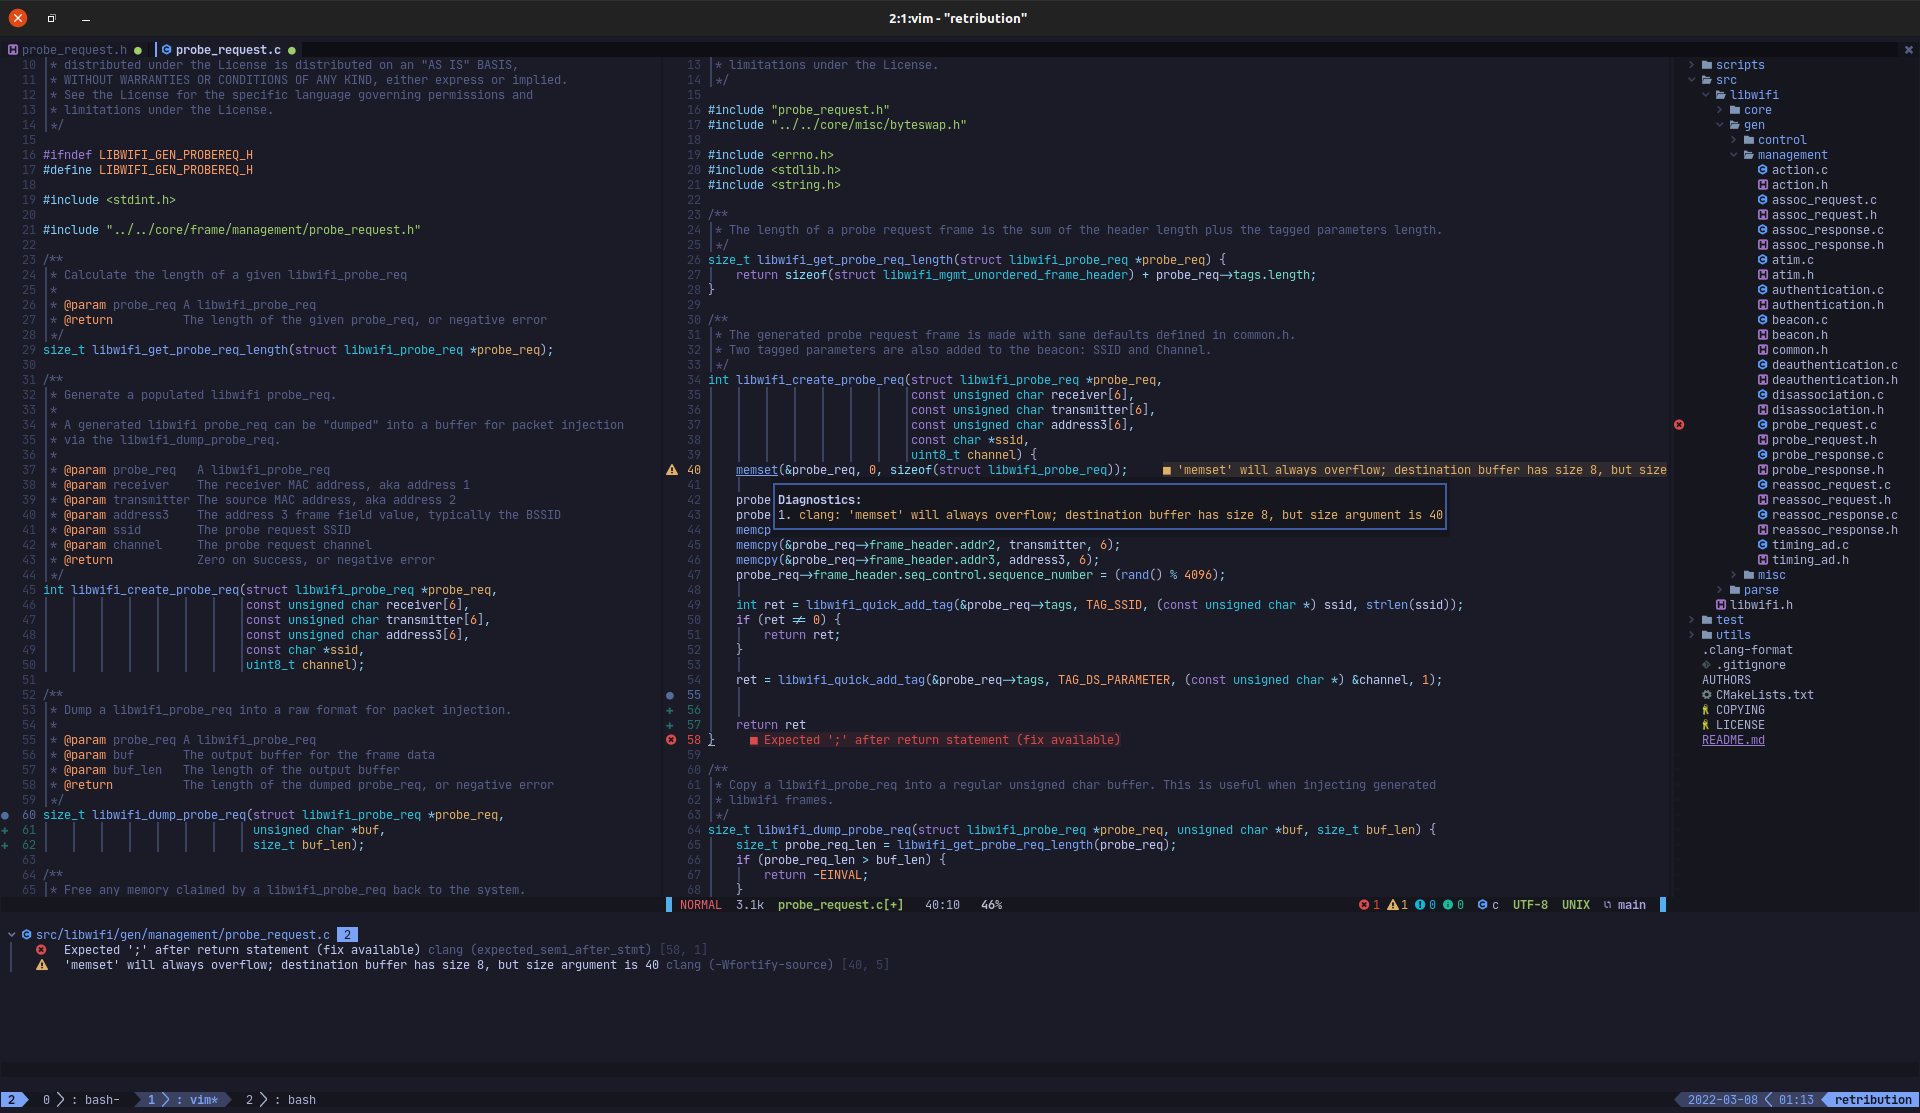 2:1:vim - "retribution"
probe_request.h
probe_request.c
10 * distributed under the License is distributed on an "AS IS" BASIS,
11 * WITHOUT WARRANTIES OR CONDITIONS OF ANY KIND, either express or implied.
12 * See the License for the specific language governing permissions and
13 * limitations under the License.
14 */
15
16 #ifndef LIBWIFI_GEN_PROBEREQ_H
17 #define LIBWIFI_GEN_PROBEREQ_H
18
19 #include <stdint.h>
20
21 #include "../../core/frame/management/probe_request.h"
22
23 /**
24 * Calculate the length of a given libwifi_probe_req
25 *
26 * @param probe_req A libwifi_probe_req
27 * @return The length of the given probe_req, or negative error
28 */
29 size_t libwifi_get_probe_req_length(struct libwifi_probe_req *probe_req);
30
31 /**
32 * Generate a populated libwifi probe_req.
33 *
34 * A generated libwifi probe_req can be "dumped" into a buffer for packet injection
35 * via the libwifi_dump_probe_req.
36 *
37 * @param probe_req A libwifi_probe_req
38 * @param receiver The receiver MAC address, aka address 1
39 * @param transmitter The source MAC address, aka address 2
40 * @param address3 The address 3 frame field value, typically the BSSID
41 * @param ssid The probe request SSID
42 * @param channel The probe request channel
43 * @return Zero on success, or negative error
44 */
45 int libwifi_create_probe_req(struct libwifi_probe_req *probe_req,
46 const unsigned char receiver[6],
47 const unsigned char transmitter[6],
48 const unsigned char address3[6],
49 const char *ssid,
50 uint8_t channel);
51
52 /**
53 * Dump a libwifi_probe_req into a raw format for packet injection.
54 *
55 * @param probe_req A libwifi_probe_req
56 * @param buf The output buffer for the frame data
57 * @param buf_len The length of the output buffer
58 * @return The length of the dumped probe_req, or negative error
59 */
60 size_t libwifi_dump_probe_req(struct libwifi_probe_req *probe_req,
+ 61 unsigned char *buf,
+ 62 size_t buf_len);
63
64 /**
65 * Free any memory claimed by a libwifi_probe_req back to the system.
13 * limitations under the License.
14 */
15
16 #include "probe_request.h"
17 #include "../../core/misc/byteswap.h"
18
19 #include <errno.h>
20 #include <stdlib.h>
21 #include <string.h>
22
23 /**
24 * The length of a probe request frame is the sum of the header length plus the tagged parameters length.
25 */
26 size_t libwifi_get_probe_req_length(struct libwifi_probe_req *probe_req) {
27 return sizeof(struct libwifi_mgmt_unordered_frame_header) + probe_req→tags.length;
28 }
29
30 /**
31 * The generated probe request frame is made with sane defaults defined in common.h.
32 * Two tagged parameters are also added to the beacon: SSID and Channel.
33 */
34 int libwifi_create_probe_req(struct libwifi_probe_req *probe_req,
35 const unsigned char receiver[6],
36 const unsigned char transmitter[6],
37 const unsigned char address3[6],
38 const char *ssid,
39 uint8_t channel) {
40 memset(&probe_req, 0, sizeof(struct libwifi_probe_req)); ■ 'memset' will always overflow; destination buffer has size 8, but size
41
42 probe
Diagnostics:
43 probe
1. clang: 'memset' will always overflow; destination buffer has size 8, but size argument is 40
44 memcp
45 memcpy(&probe_req→frame_header.addr2, transmitter, 6);
46 memcpy(&probe_req→frame_header.addr3, address3, 6);
47 probe_req→frame_header.seq_control.sequence_number = (rand() % 4096);
48
49 int ret = libwifi_quick_add_tag(&probe_req→tags, TAG_SSID, (const unsigned char *) ssid, strlen(ssid));
50 if (ret ≠ 0) {
51 return ret;
52 }
53
54 ret = libwifi_quick_add_tag(&probe_req→tags, TAG_DS_PARAMETER, (const unsigned char *) &channel, 1);
55
+ 56
+ 57 return ret
58 } ■ Expected ';' after return statement (fix available)
59
60 /**
61 * Copy a libwifi_probe_req into a regular unsigned char buffer. This is useful when injecting generated
62 * libwifi frames.
63 */
64 size_t libwifi_dump_probe_req(struct libwifi_probe_req *probe_req, unsigned char *buf, size_t buf_len) {
65 size_t probe_req_len = libwifi_get_probe_req_length(probe_req);
66 if (probe_req_len > buf_len) {
67 return -EINVAL;
68 }
scripts
src
libwifi
core
gen
control
management
action.c
action.h
assoc_request.c
assoc_request.h
assoc_response.c
assoc_response.h
atim.c
atim.h
authentication.c
authentication.h
beacon.c
beacon.h
common.h
deauthentication.c
deauthentication.h
disassociation.c
disassociation.h
probe_request.c
probe_request.h
probe_response.c
probe_response.h
reassoc_request.c
reassoc_request.h
reassoc_response.c
reassoc_response.h
timing_ad.c
timing_ad.h
misc
parse
libwifi.h
test
utils
.clang-format
.gitignore
AUTHORS
CMakeLists.txt
COPYING
LICENSE
README.md
NORMAL 3.1k probe_request.c[+] 40:10 46% 1 1 0 0 c UTF-8 UNIX main
src/libwifi/gen/management/probe_request.c 2
Expected ';' after return statement (fix available) clang (expected_semi_after_stmt) [58, 1]
'memset' will always overflow; destination buffer has size 8, but size argument is 40 clang (-Wfortify-source) [40, 5]
2 0 : bash- 1 : vim* 2 : bash 2022-03-08 01:13 retribution